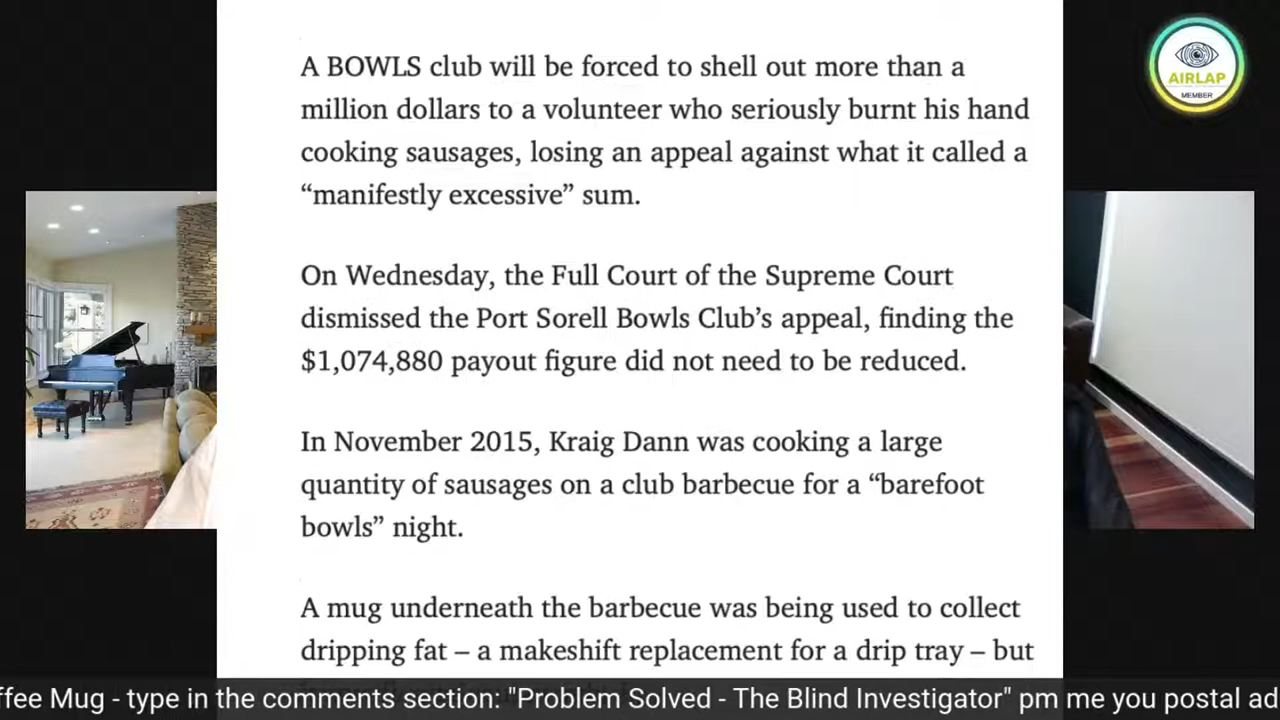 A BOWLS club will be forced to shell out more than a
million dollars to a volunteer who seriously burnt his hand
cooking sausages, losing an appeal against what it called a
“manifestly excessive” sum.
On Wednesday, the Full Court of the Supreme Court
dismissed the Port Sorell Bowls Club’s appeal, finding the
$1,074,880 payout figure did not need to be reduced.
In November 2015, Kraig Dann was cooking a large
quantity of sausages on a club barbecue for a “barefoot
bowls” night.
A mug underneath the barbecue was being used to collect
dripping fat – a makeshift replacement for a drip tray – but
AIRLAP
MEMBER
ffee Mug - type in the comments section: "Problem Solved - The Blind Investigator" pm me you postal ad